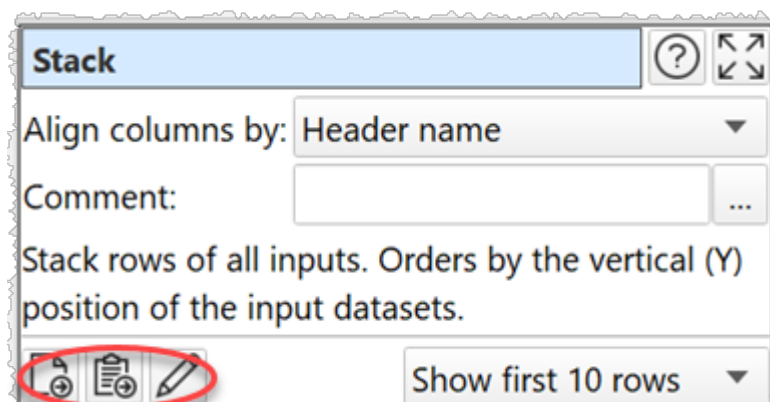 Stack
Align columns by: Header name
Comment: ...
Stack rows of all inputs. Orders by the vertical (Y)
position of the input datasets.
Show first 10 rows